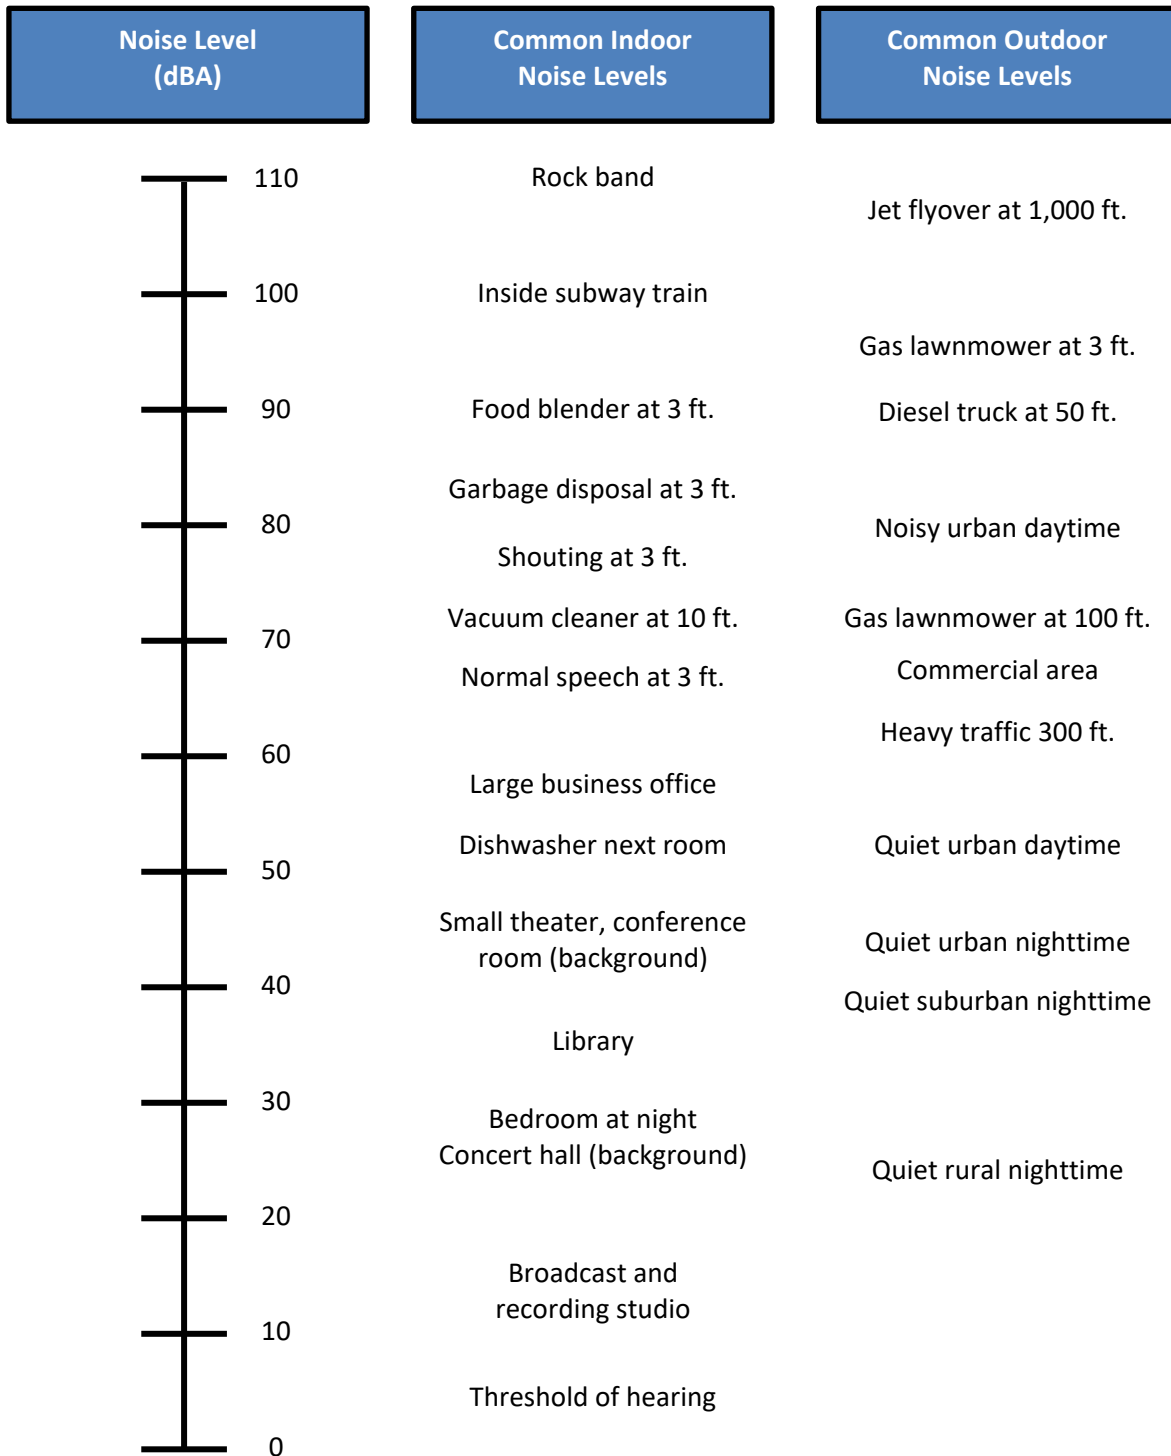 Noise Level
(dBA)
Common Indoor
Noise Levels
Common Outdoor
Noise Levels
110
Rock band
Jet flyover at 1,000 ft.
100
Inside subway train
Gas lawnmower at 3 ft.
90
Food blender at 3 ft.
Diesel truck at 50 ft.
Garbage disposal at 3 ft.
80
Noisy urban daytime
Shouting at 3 ft.
Vacuum cleaner at 10 ft.
Gas lawnmower at 100 ft.
70
Commercial area
Normal speech at 3 ft.
Heavy traffic 300 ft.
60
Large business office
Dishwasher next room
Quiet urban daytime
50
Small theater, conference
room (background)
Quiet urban nighttime
40
Quiet suburban nighttime
Library
30
Bedroom at night
Concert hall (background)
Quiet rural nighttime
20
Broadcast and
recording studio
10
Threshold of hearing
0